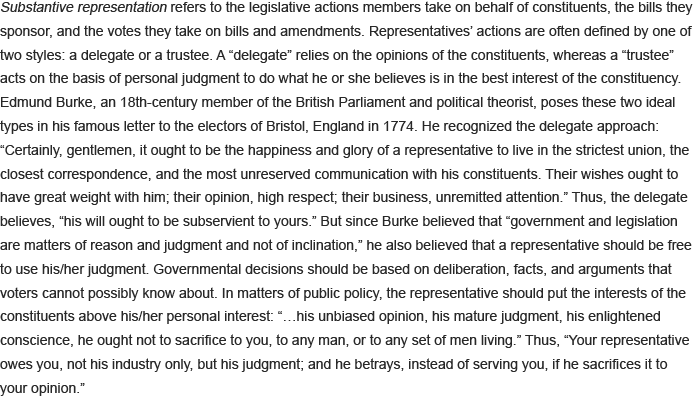 Substantive representation refers to the legislative actions members take on behalf of constituents, the bills they
sponsor, and the votes they take on bills and amendments. Representatives’ actions are often defined by one of
two styles: a delegate or a trustee. A “delegate” relies on the opinions of the constituents, whereas a “trustee”
acts on the basis of personal judgment to do what he or she believes is in the best interest of the constituency.
Edmund Burke, an 18th-century member of the British Parliament and political theorist, poses these two ideal
types in his famous letter to the electors of Bristol, England in 1774. He recognized the delegate approach:
“Certainly, gentlemen, it ought to be the happiness and glory of a representative to live in the strictest union, the
closest correspondence, and the most unreserved communication with his constituents. Their wishes ought to
have great weight with him; their opinion, high respect; their business, unremitted attention.” Thus, the delegate
believes, “his will ought to be subservient to yours.” But since Burke believed that “government and legislation
are matters of reason and judgment and not of inclination,” he also believed that a representative should be free
to use his/her judgment. Governmental decisions should be based on deliberation, facts, and arguments that
voters cannot possibly know about. In matters of public policy, the representative should put the interests of the
constituents above his/her personal interest: “…his unbiased opinion, his mature judgment, his enlightened
conscience, he ought not to sacrifice to you, to any man, or to any set of men living.” Thus, “Your representative
owes you, not his industry only, but his judgment; and he betrays, instead of serving you, if he sacrifices it to
your opinion.”